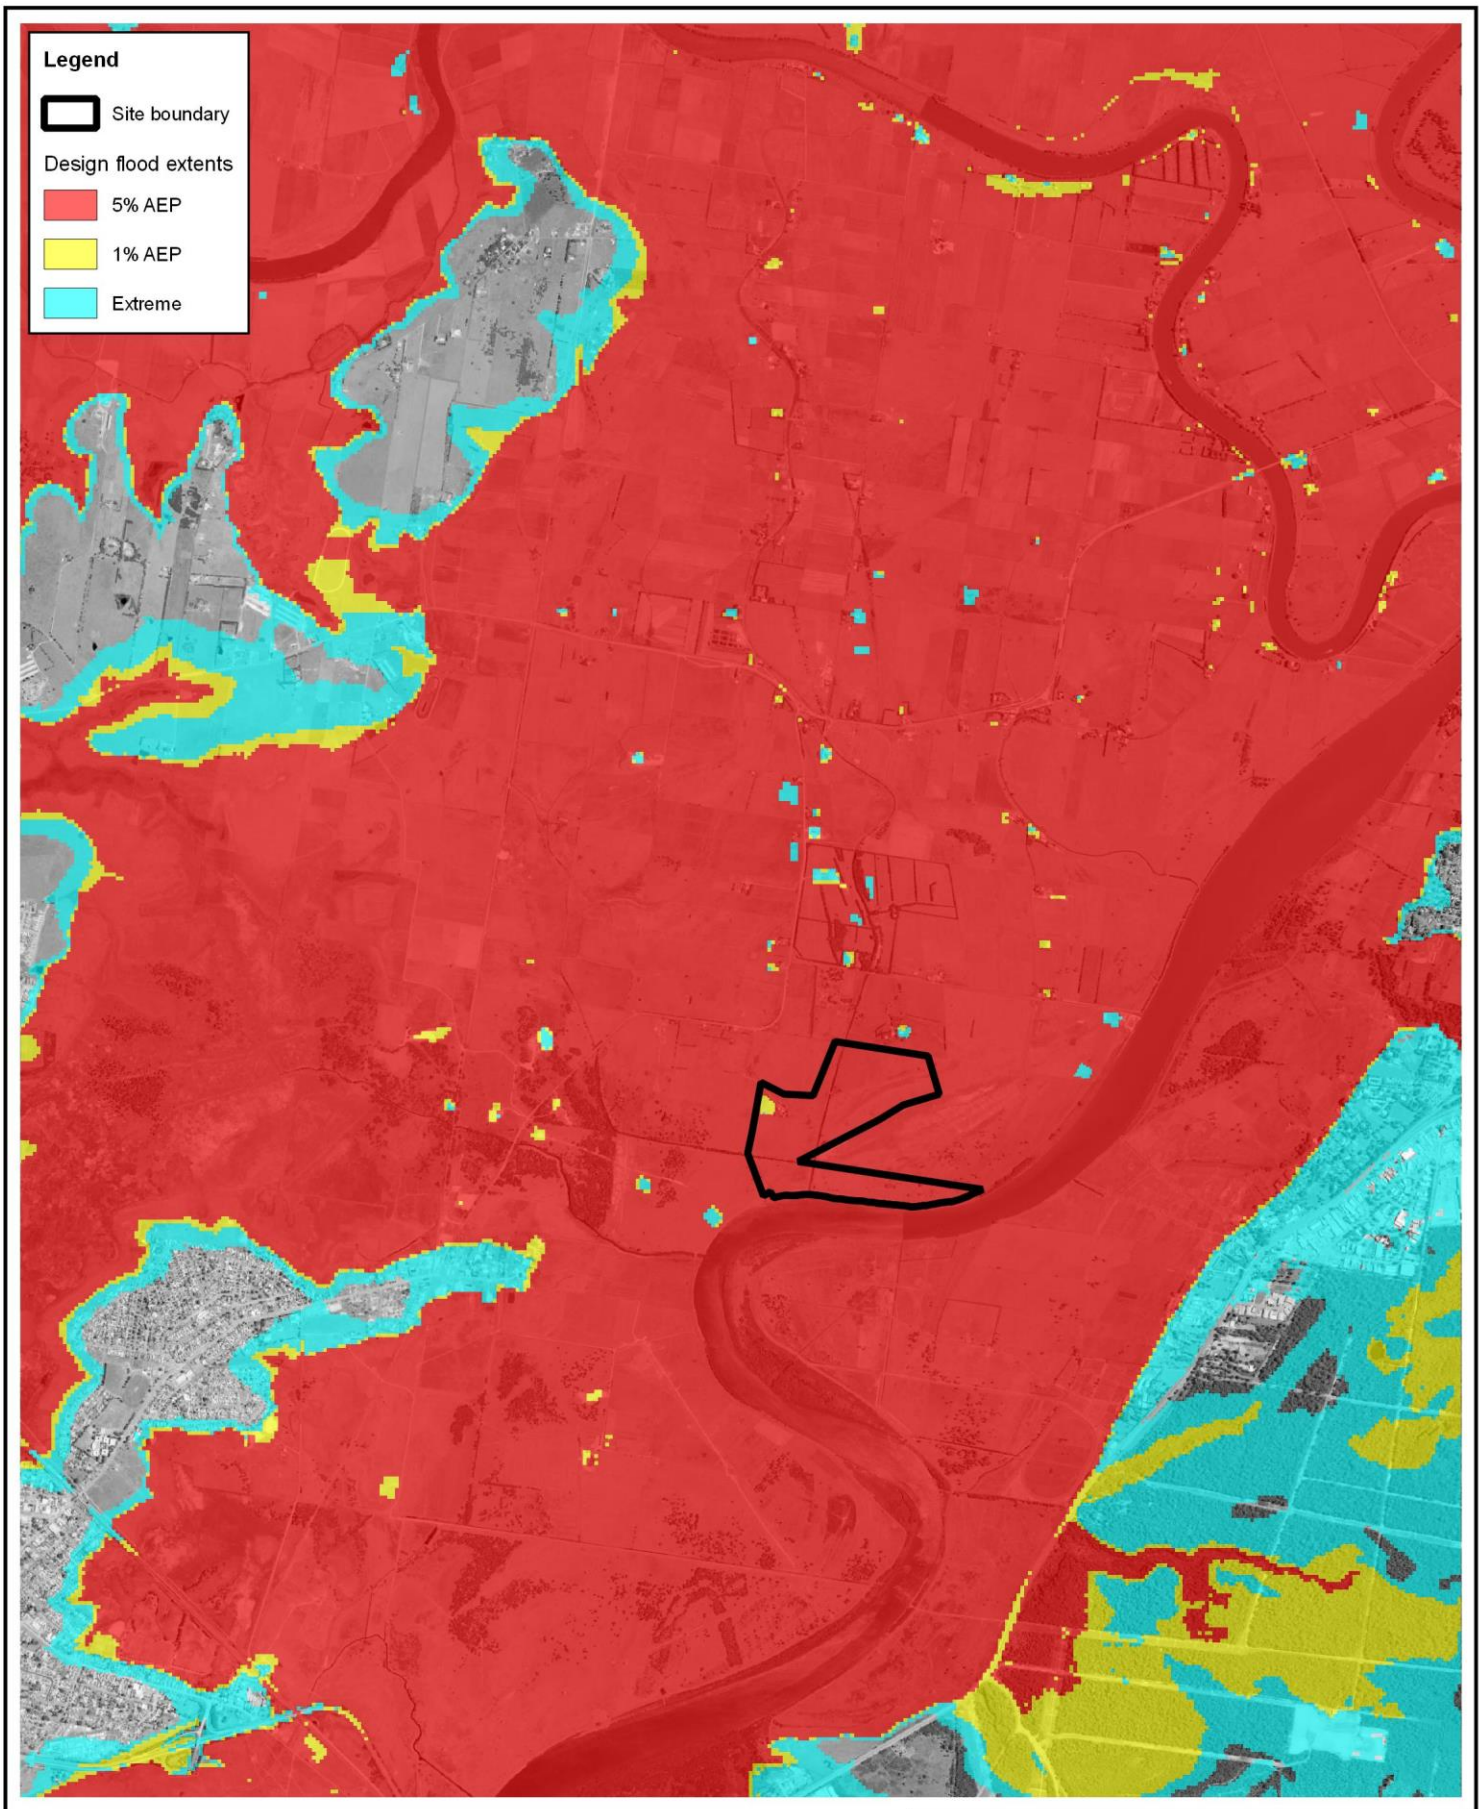 Legend
Site boundary
Design flood extents
5% AEP
1% AEP
Extreme